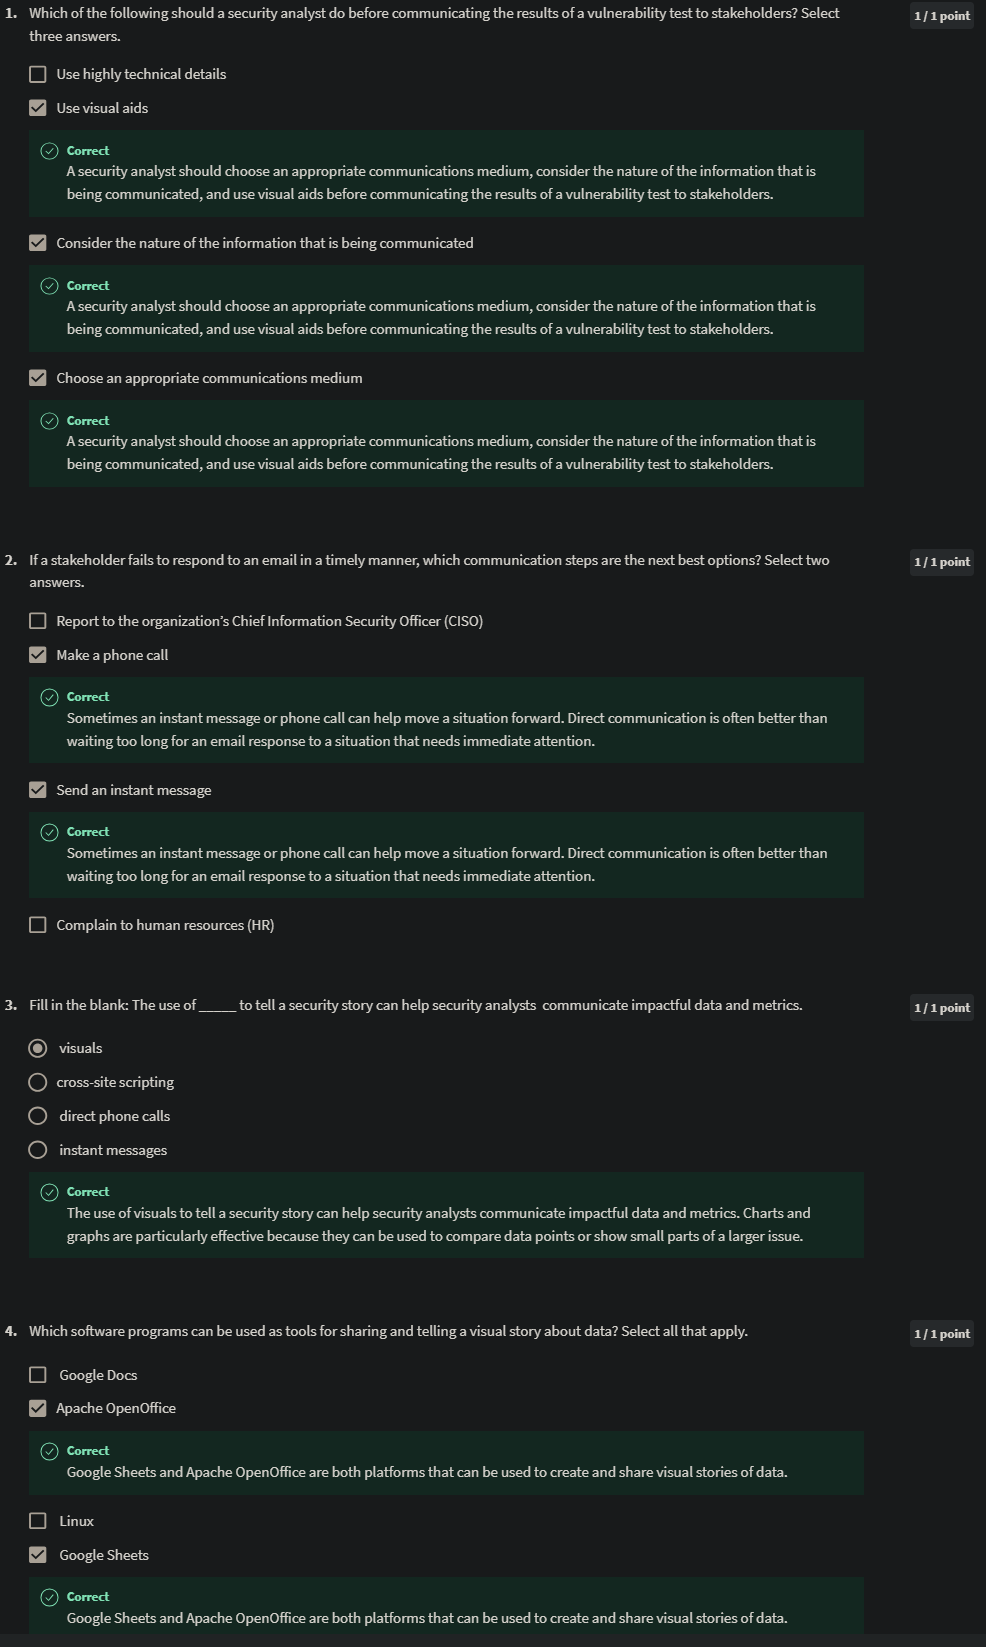 1. Which of the following should a security analyst do before communicating the results of a vulnerability test to stakeholders? Select
three answers.
1 / 1 point
Use highly technical details
Use visual aids
Correct
A security analyst should choose an appropriate communications medium, consider the nature of the information that is
being communicated, and use visual aids before communicating the results of a vulnerability test to stakeholders.
Consider the nature of the information that is being communicated
Correct
A security analyst should choose an appropriate communications medium, consider the nature of the information that is
being communicated, and use visual aids before communicating the results of a vulnerability test to stakeholders.
Choose an appropriate communications medium
Correct
A security analyst should choose an appropriate communications medium, consider the nature of the information that is
being communicated, and use visual aids before communicating the results of a vulnerability test to stakeholders.
2. If a stakeholder fails to respond to an email in a timely manner, which communication steps are the next best options? Select two
answers.
1 / 1 point
Report to the organization's Chief Information Security Officer (CISO)
Make a phone call
Correct
Sometimes an instant message or phone call can help move a situation forward. Direct communication is often better than
waiting too long for an email response to a situation that needs immediate attention.
Send an instant message
Correct
Sometimes an instant message or phone call can help move a situation forward. Direct communication is often better than
waiting too long for an email response to a situation that needs immediate attention.
Complain to human resources (HR)
3. Fill in the blank: The use of _____ to tell a security story can help security analysts communicate impactful data and metrics.
1 / 1 point
visuals
cross-site scripting
direct phone calls
instant messages
Correct
The use of visuals to tell a security story can help security analysts communicate impactful data and metrics. Charts and
graphs are particularly effective because they can be used to compare data points or show small parts of a larger issue.
4. Which software programs can be used as tools for sharing and telling a visual story about data? Select all that apply.
1 / 1 point
Google Docs
Apache OpenOffice
Correct
Google Sheets and Apache OpenOffice are both platforms that can be used to create and share visual stories of data.
Linux
Google Sheets
Correct
Google Sheets and Apache OpenOffice are both platforms that can be used to create and share visual stories of data.